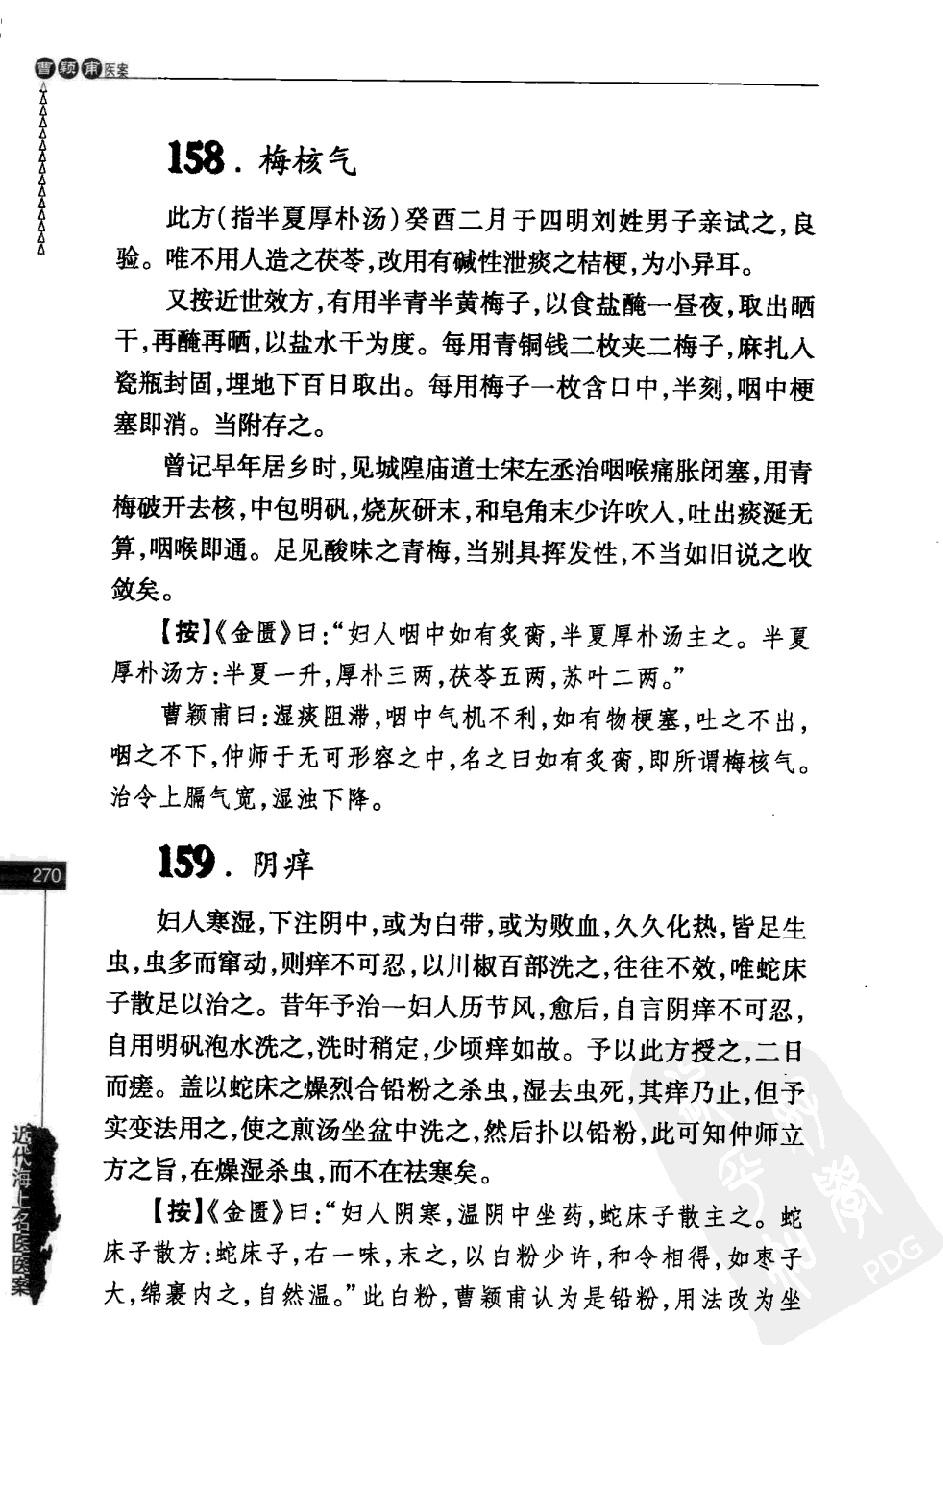 曹颖甫医案
158．梅核气
此方（指半夏厚朴汤）癸酉二月于四明刘姓男子亲试之，良
验。唯不用人造之茯苓，改用有碱性泄痰之桔梗，为小异耳。
又按近世效方，有用半青半黄梅子，以食盐醃一昼夜，取出晒
干，再醃再晒，以盐水干为度。每用青铜钱二枚夹二梅子，麻扎入
瓷瓶封固，埋地下百日取出。每用梅子一枚含口中，半刻，咽中梗
塞即消。当附存之。
曾记早年居乡时，见城隍庙道士宋左丞治咽喉痛胀闭塞，用青
梅破开去核，中包明矾，烧灰研末，和皂角末少许吹入，吐出痰涎无
算，咽喉即通。足见酸味之青梅，当别具挥发性，不当如旧说之收
敛矣。
【按】《金匮》曰：“妇人咽中如有炙脔，半夏厚朴汤主之。半夏
厚朴汤方：半夏一升，厚朴三两，茯苓五两，苏叶二两。”
曹颖甫曰：湿痰阻滞，咽中气机不利，如有物梗塞，吐之不出，
咽之不下，仲师于无可形容之中，名之曰如有炙脔，即所谓梅核气。
治令上膈气宽，湿浊下降。
159．阴痒
妇人寒湿，下注阴中，或为白带，或为败血，久久化热，皆足生
虫，虫多而窜动，则痒不可忍，以川椒百部洗之，往往不效，唯蛇床
子散足以治之。昔年予治一妇人历节风，愈后，自言阴痒不可忍，
自用明矾泡水洗之，洗时稍定，少顷痒如故。予以此方授之，二日
而瘥。盖以蛇床之燥烈合铅粉之杀虫，湿去虫死，其痒乃止，但予
实变法用之，使之煎汤坐盆中洗之，然后扑以铅粉，此可知仲师立
方之旨，在燥湿杀虫，而不在祛寒矣。
【按】《金匮》曰：“妇人阴寒，温阴中坐药，蛇床子散主之。蛇
床子散方：蛇床子，右一味，末之，以白粉少许，和令相得，如枣子
大，绵裹内之，自然温。”此白粉，曹颖甫认为是铅粉，用法改为坐
270
近代海上名医医案
PDG